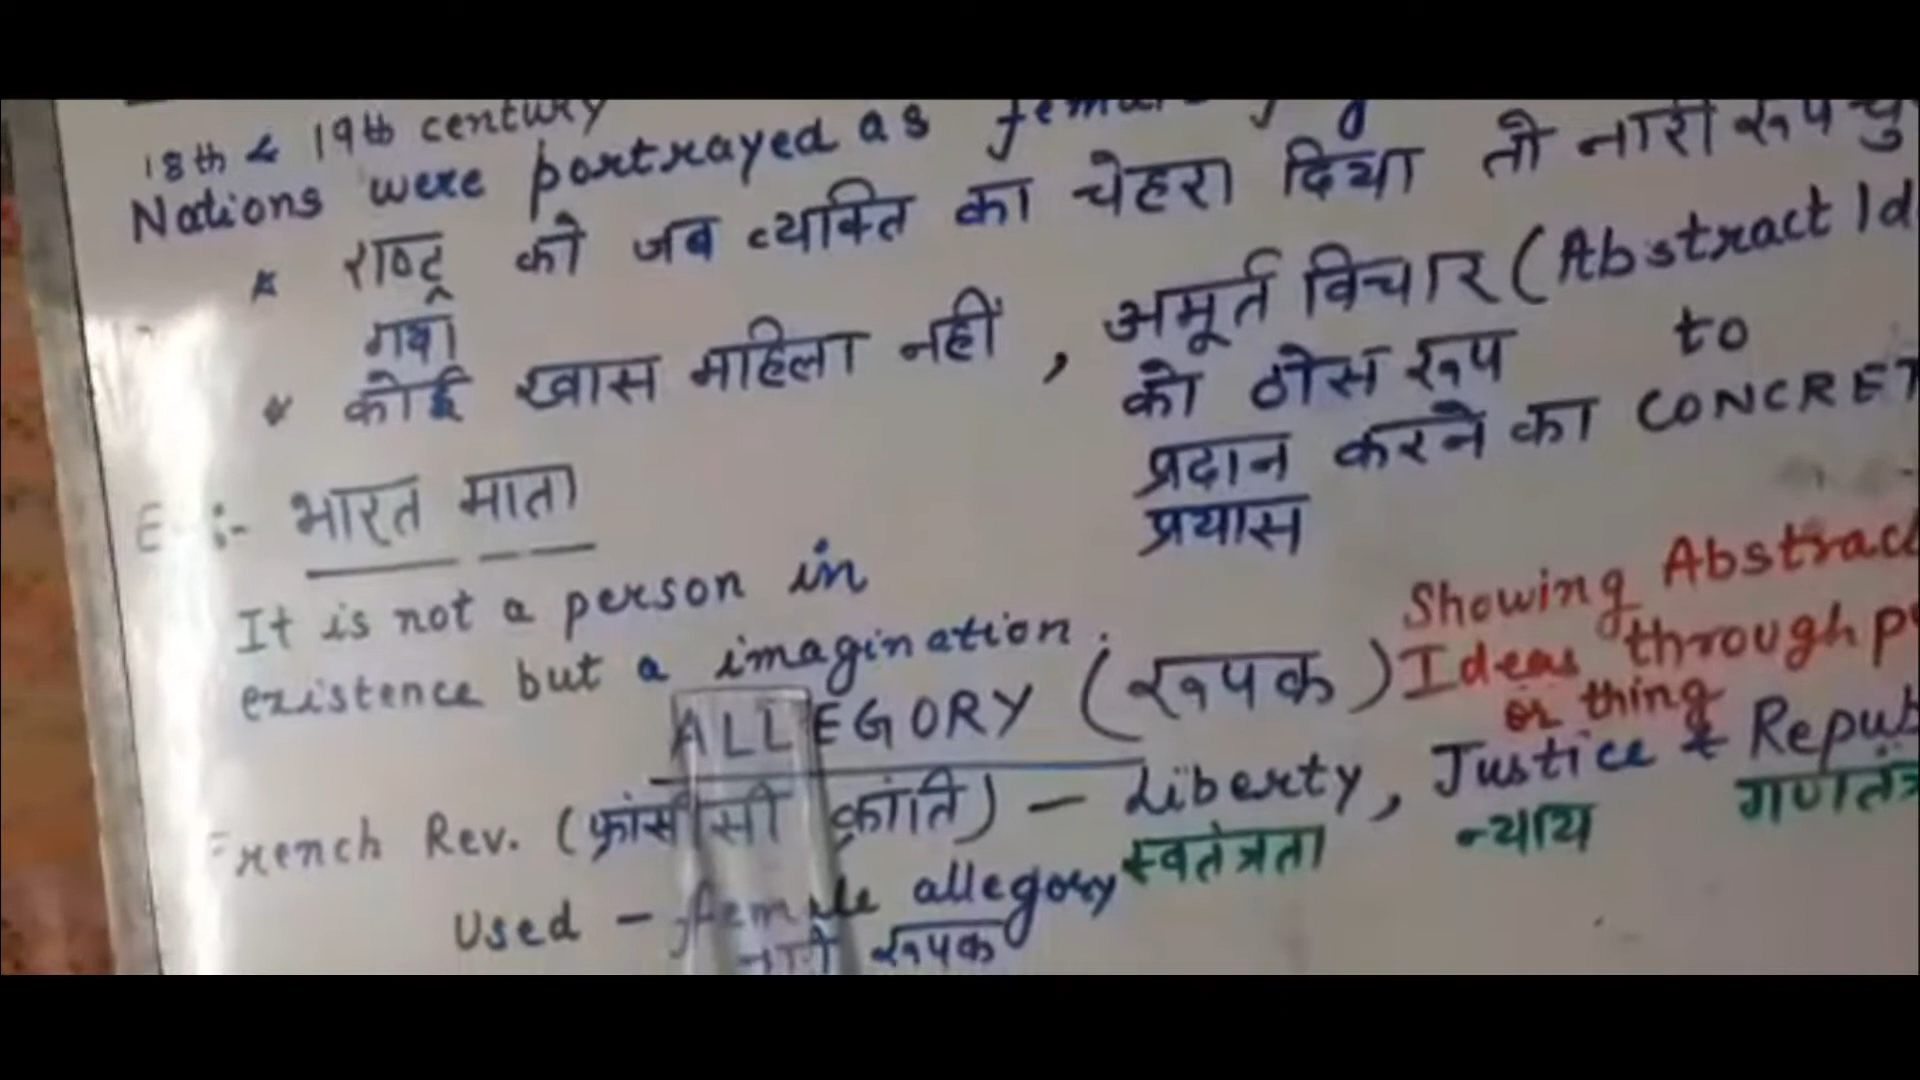 18th & 19th century
Nations were portrayed as
* राष्ट्र को जब व्यक्ति का चेहरा दिया तो नारी रूप
गया
* कोई खास महिला नहीं , अमूर्त विचार (Abstract
को ठोस रूप to
प्रदान करने का CONCRET
प्रयास
:- भारत माता
It is not a person in
existence but a imagination.
ALLEGORY (रूपक)
Showing Abstract
Ideas through
or thing
French Rev. (फ्रांसीसी क्रांति) - Liberty, Justice & Repub
स्वतंत्रता न्याय गणतंत्र
Used - female allegory
नारी रूपक